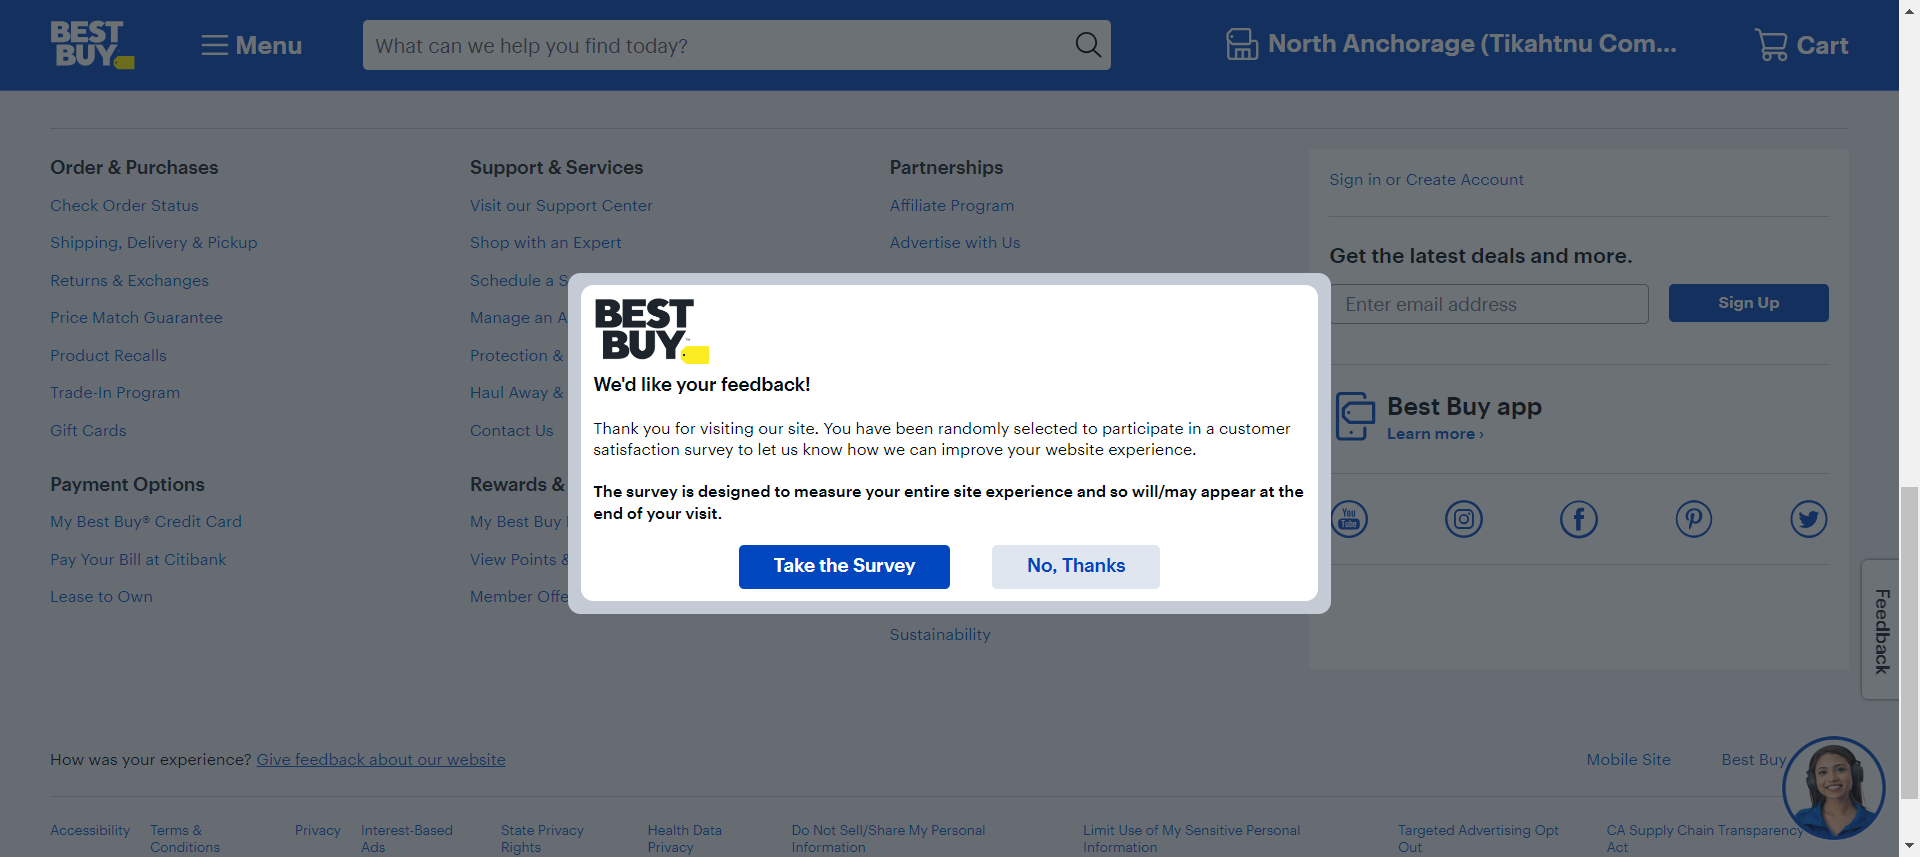 BEST
BUY
Menu
What can we help you find today?
North Anchorage (Tikahtnu Com...
Cart
Order & Purchases
Check Order Status
Shipping, Delivery & Pickup
Returns & Exchanges
Price Match Guarantee
Product Recalls
Trade-In Program
Gift Cards
Payment Options
My Best Buy® Credit Card
Pay Your Bill at Citibank
Lease to Own
Support & Services
Visit our Support Center
Shop with an Expert
Schedule a S
Manage an A
Protection &
Haul Away &
Contact Us
Rewards &
My Best Buy
View Points &
Member Offe
Partnerships
Affiliate Program
Advertise with Us
Sustainability
Sign in or Create Account
Get the latest deals and more.
Enter email address
Sign Up
Best Buy app
Learn more ›
You
Tube
BEST
BUY™
We'd like your feedback!
Thank you for visiting our site. You have been randomly selected to participate in a customer
satisfaction survey to let us know how we can improve your website experience.
The survey is designed to measure your entire site experience and so will/may appear at the
end of your visit.
Take the Survey
No, Thanks
Feedback
How was your experience? Give feedback about our website
Mobile Site
Best Buy
Accessibility
Terms &
Conditions
Privacy
Interest-Based
Ads
State Privacy
Rights
Health Data
Privacy
Do Not Sell/Share My Personal
Information
Limit Use of My Sensitive Personal
Information
Targeted Advertising Opt
Out
CA Supply Chain Transparency
Act